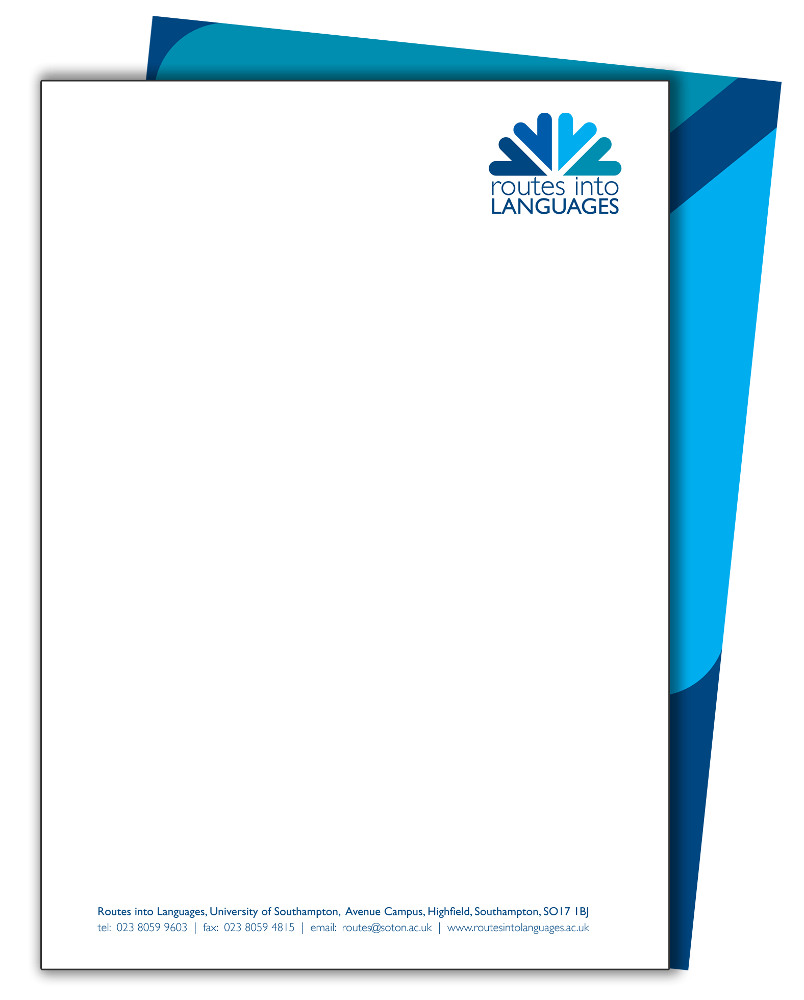 routes into
LANGUAGES
Routes into Languages, University of Southampton, Avenue Campus, Highfield, Southampton, SO17 1BJ
tel: 023 8059 9603 | fax: 023 8059 4815 | email: routes@soton.ac.uk | www.routesintolanguages.ac.uk